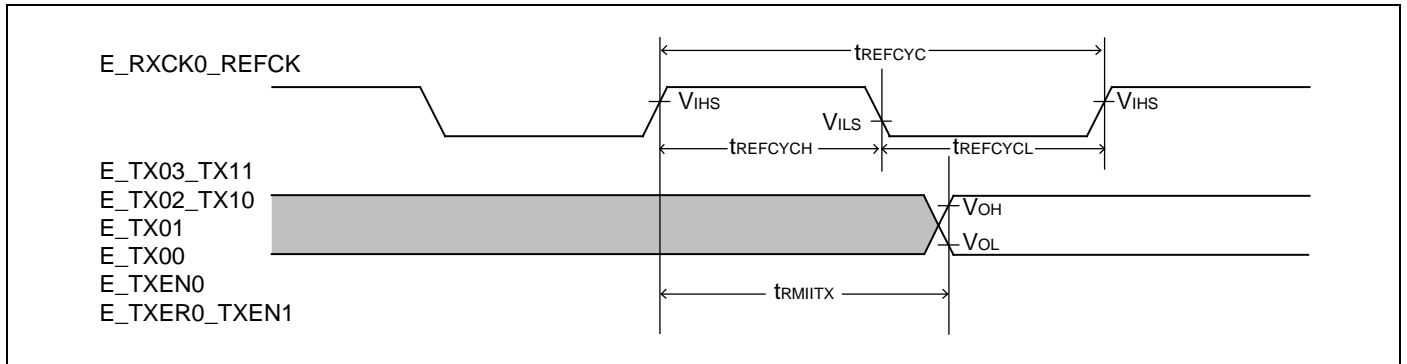 tREFCYC
E_RXCK0_REFCK
VIHS
VILS
VIHS
tREFCYCH
tREFCYCL
E_TX03_TX11
E_TX02_TX10
E_TX01
E_TX00
E_TXEN0
E_TXER0_TXEN1
VOH
VOL
tRMIITX